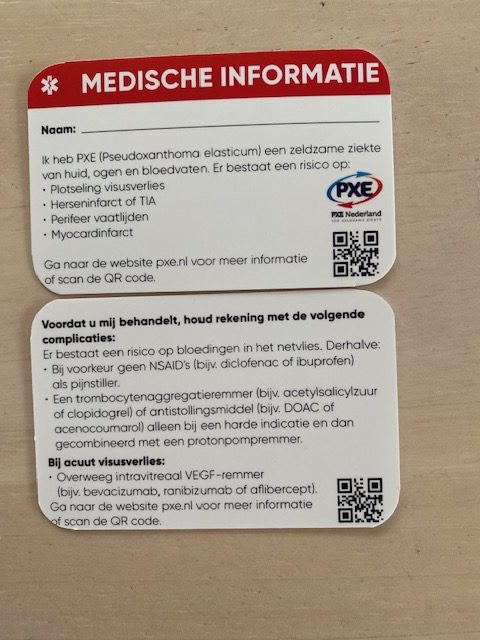 MEDISCHE INFORMATIE
Naam:
Ik heb PXE (Pseudoxanthoma elasticum) een zeldzame ziekte
van huid, ogen en bloedvaten. Er bestaat een risico op:
• Plotseling visusverlies
• Herseninfarct of TIA
• Perifeer vaatlijden
• Myocardinfarct
PXE
PXE Nederland
Ga naar de website pxe.nl voor meer informatie
of scan de QR code.
Voordat u mij behandelt, houd rekening met de volgende
complicaties:
Er bestaat een risico op bloedingen in het netvlies. Derhalve:
• Bij voorkeur geen NSAID's (bijv. diclofenac of ibuprofen)
als pijnstiller.
• Een trombocytenaggregatieremmer (bijv. acetylsalicylzuur
of clopidogrel) of antistollingsmiddel (bijv. DOAC of
acenocoumarol) alleen bij een harde indicatie en dan
gecombineerd met een protonpompremmer.
Bij acuut visusverlies:
• Overweeg intravitreaal VEGF-remmer
(bijv. bevacizumab, ranibizumab of aflibercept).
Ga naar de website pxe.nl voor meer informatie
of scan de QR code.